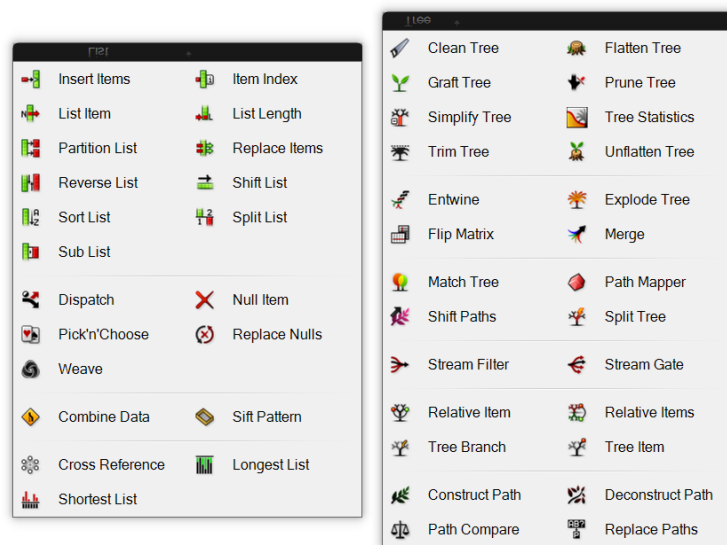 List
Insert Items
Item Index
List Item
List Length
Partition List
Replace Items
Reverse List
Shift List
Sort List
Split List
Sub List
Dispatch
Null Item
Pick'n'Choose
Replace Nulls
Weave
Combine Data
Sift Pattern
Cross Reference
Longest List
Shortest List
Tree
Clean Tree
Flatten Tree
Graft Tree
Prune Tree
Simplify Tree
Tree Statistics
Trim Tree
Unflatten Tree
Entwine
Explode Tree
Flip Matrix
Merge
Match Tree
Path Mapper
Shift Paths
Split Tree
Stream Filter
Stream Gate
Relative Item
Relative Items
Tree Branch
Tree Item
Construct Path
Deconstruct Path
Path Compare
Replace Paths